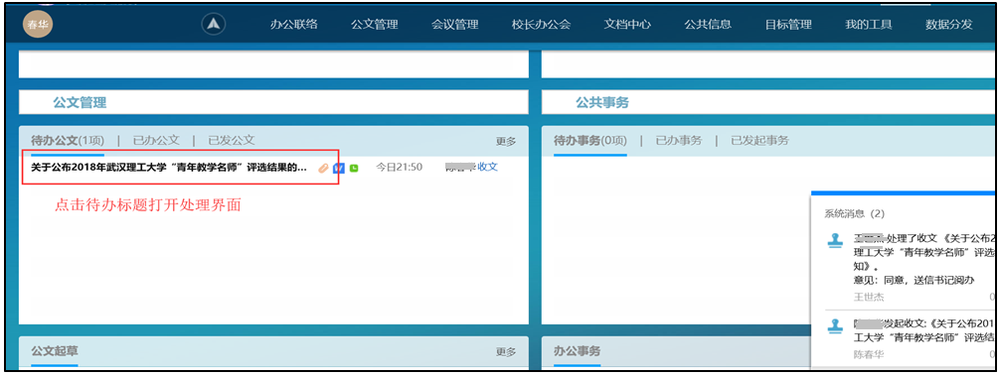 春华
办公联络 公文管理 会议管理 校长办公会 文档中心 公共信息 目标管理 我的工具 数据分发
公文管理
公共事务
待办公文(1项) | 已办公文 | 已发公文 更多
待办事务(0项) | 已办事务 | 已发起事务
关于公布2018年武汉理工大学“青年教学名师”评选结果的... 今日21:50 收文
点击待办标题打开处理界面
系统消息（2）
处理了收文 《关于公布2
理工大学“青年教学名师”评选
知》。
意见：同意，送信书记阅办
王世杰
发起收文:《关于公布201
工大学“青年教学名师”评选结
陈春华
公文起草 更多
办公事务